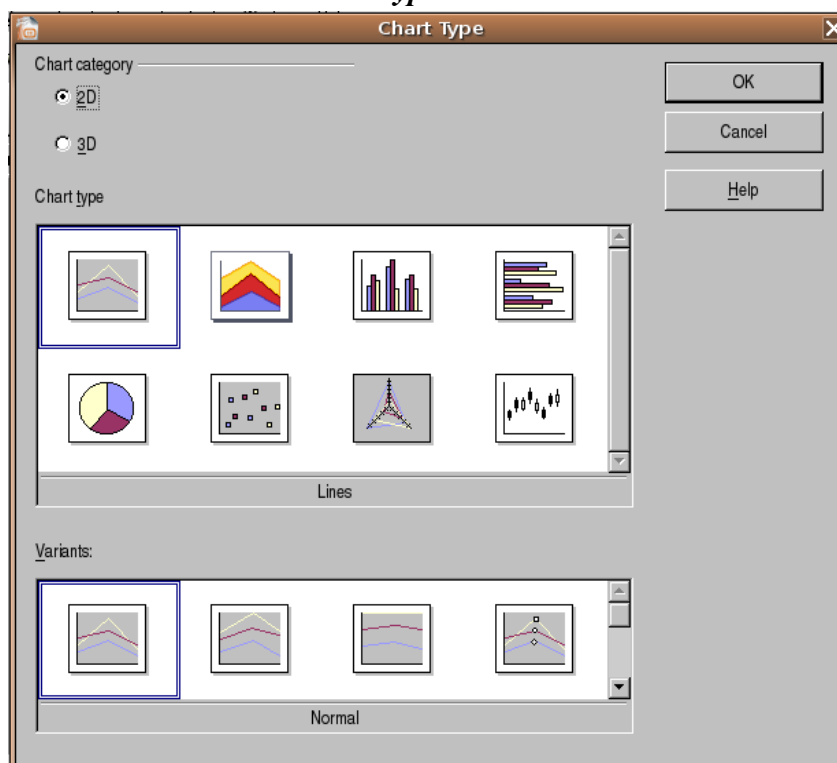 Chart Type
Chart category
2D
3D
OK
Cancel
Help
Chart type
Lines
Variants:
Normal